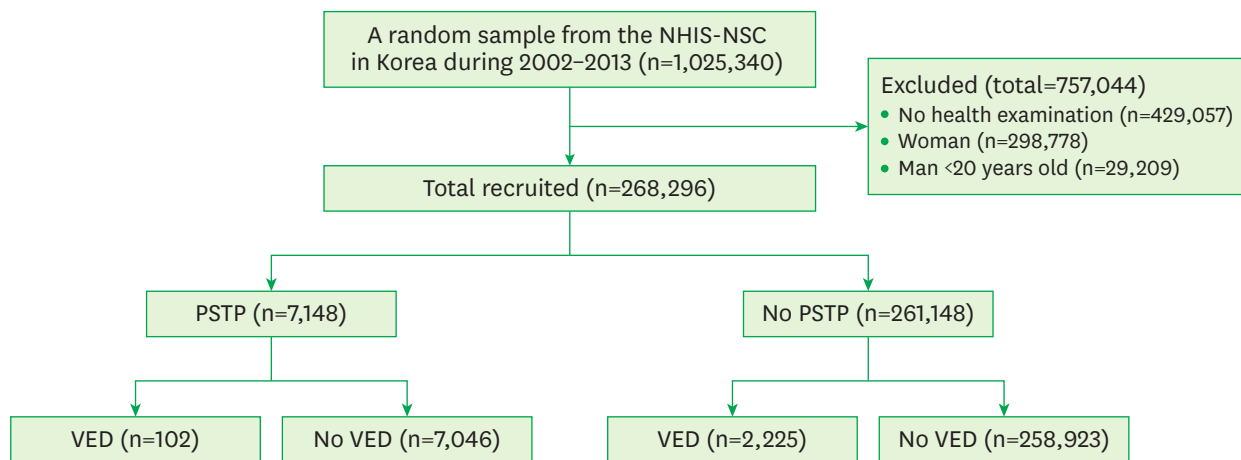 A random sample from the NHIS-NSC
in Korea during 2002–2013 (n=1,025,340)
Excluded (total=757,044)
• No health examination (n=429,057)
• Woman (n=298,778)
• Man <20 years old (n=29,209)
Total recruited (n=268,296)
PSTP (n=7,148)
No PSTP (n=261,148)
VED (n=102)
No VED (n=7,046)
VED (n=2,225)
No VED (n=258,923)